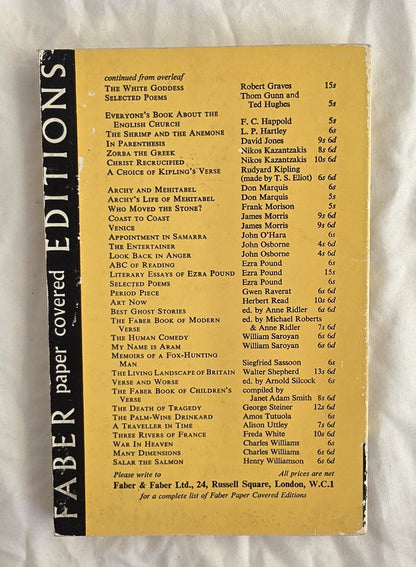 FABER paper covered EDITIONS
continued from overleaf
THE WHITE GODDESS Robert Graves 15s
SELECTED POEMS Thom Gunn and
Ted Hughes 5s
EVERYONE'S BOOK ABOUT THE
ENGLISH CHURCH F. C. Happold 5s
THE SHRIMP AND THE ANEMONE L. P. Hartley 6s
IN PARENTHESIS David Jones 9s 6d
ZORBA THE GREEK Nikos Kazantzakis 8s 6d
CHRIST RECRUCIFIED Nikos Kazantzakis 10s 6d
A CHOICE OF KIPLING'S VERSE Rudyard Kipling
(made by T. S. Eliot) 6s 6d
ARCHY AND MEHITABEL Don Marquis 6s
ARCHY'S LIFE OF MEHITABEL Don Marquis 5s
WHO MOVED THE STONE? Frank Morison 5s
COAST TO COAST James Morris 9s 6d
VENICE James Morris 9s 6d
APPOINTMENT IN SAMARRA John O'Hara 6s
THE ENTERTAINER John Osborne 4s 6d
LOOK BACK IN ANGER John Osborne 4s 6d
ABC OF READING Ezra Pound 6s
LITERARY ESSAYS OF EZRA POUND Ezra Pound 15s
SELECTED POEMS Ezra Pound 6s
PERIOD PIECE Gwen Raverat 6s 6d
ART NOW Herbert Read 10s 6d
BEST GHOST STORIES ed. by Anne Ridler 6s 6d
THE FABER BOOK OF MODERN ed. by Michael Roberts
VERSE & Anne Ridler 7s 6d
THE HUMAN COMEDY William Saroyan 6s
MY NAME IS ARAM William Saroyan 6s 6d
MEMOIRS OF A FOX-HUNTING
MAN Siegfried Sassoon 6s
THE LIVING LANDSCAPE OF BRITAIN Walter Shepherd 13s 6d
VERSE AND WORSE ed. by Arnold Silcock 6s
THE FABER BOOK OF CHILDREN'S compiled by
VERSE Janet Adam Smith 8s 6d
THE DEATH OF TRAGEDY George Steiner 12s 6d
THE PALM-WINE DRINKARD Amos Tutuola 6s
A TRAVELLER IN TIME Alison Uttley 7s 6d
THREE RIVERS OF FRANCE Freda White 10s 6d
WAR IN HEAVEN Charles Williams 6s
MANY DIMENSIONS Charles Williams 6s 6d
SALAR THE SALMON Henry Williamson 6s 6d
Please write to All prices are net
Faber & Faber Ltd., 24, Russell Square, London, W.C.1
for a complete list of Faber Paper Covered Editions